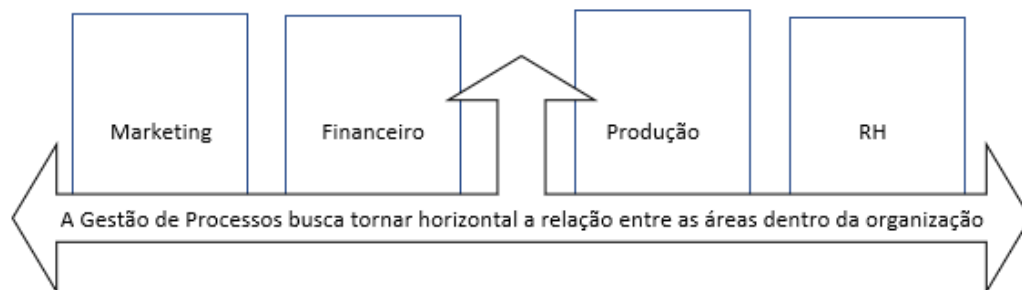 Marketing
Financeiro
Produção
RH
A Gestão de Processos busca tornar horizontal a relação entre as áreas dentro da organização